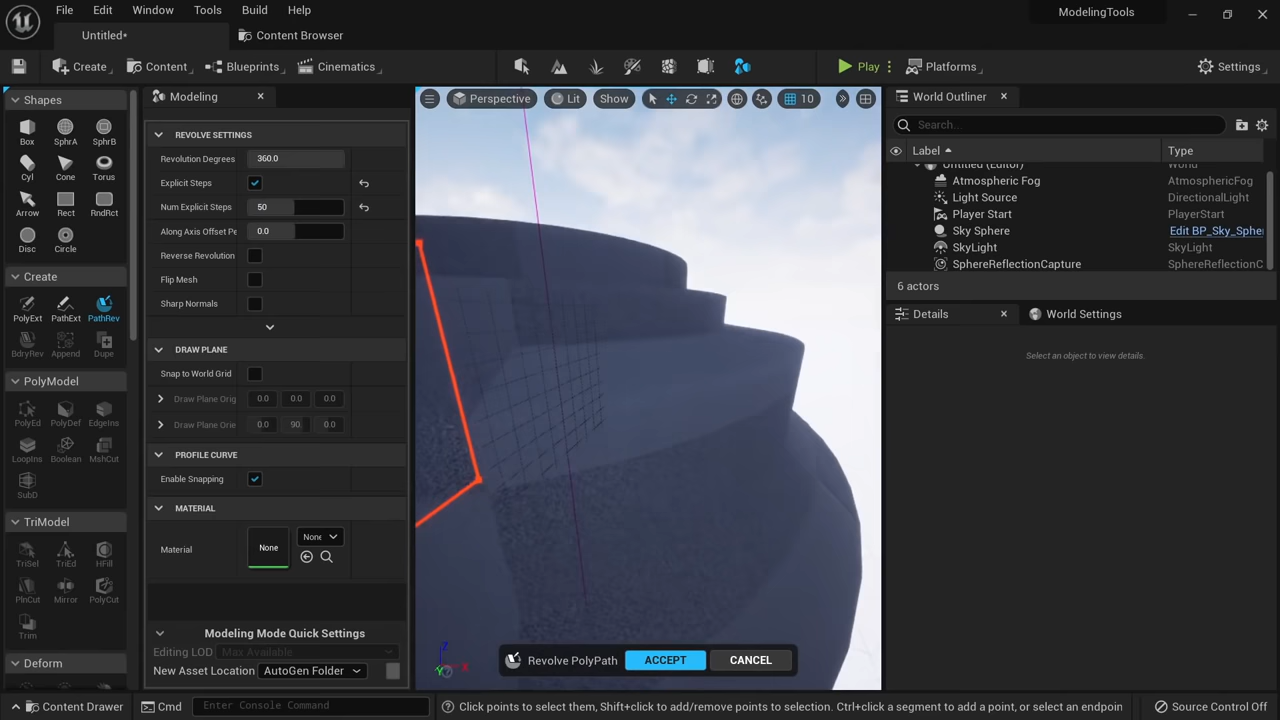 File Edit Window Tools Build Help
ModelingTools
Untitled*
Content Browser
Create
Content
Blueprints
Cinematics
Play
Platforms
Settings
Shapes
Box SphrA SphrB
Cyl Cone Torus
Arrow Rect RndRct
Disc Circle
Create
PolyExt PathExt PathRev
BdryRev Append Dupe
PolyModel
PolyEd PolyDef EdgeIns
LoopIns Boolean MshCut
SubD
TriModel
TriSel TriEd HFill
PlnCut Mirror PolyCut
Trim
Deform
Modeling
REVOLVE SETTINGS
Revolution Degrees 360.0
Explicit Steps
Num Explicit Steps 50
Along Axis Offset Pe 0.0
Reverse Revolution
Flip Mesh
Sharp Normals
DRAW PLANE
Snap to World Grid
Draw Plane Orig 0.0 0.0 0.0
Draw Plane Orie 0.0 90. 0.0
PROFILE CURVE
Enable Snapping
MATERIAL
Material None None
Modeling Mode Quick Settings
Editing LOD Max Available
New Asset Location AutoGen Folder
Perspective Lit Show 10
Z
Y X
Revolve PolyPath ACCEPT CANCEL
World Outliner
Search...
Label Type
Untitled (Editor) World
Atmospheric Fog AtmosphericFog
Light Source DirectionalLight
Player Start PlayerStart
Sky Sphere Edit BP_Sky_Sphe
SkyLight SkyLight
SphereReflectionCapture SphereReflectionC
6 actors
Details
World Settings
Select an object to view details.
Content Drawer
Cmd
Enter Console Command
Click points to select them, Shift+click to add/remove points to selection. Ctrl+click a segment to add a point, or select an endpoin
Source Control Off